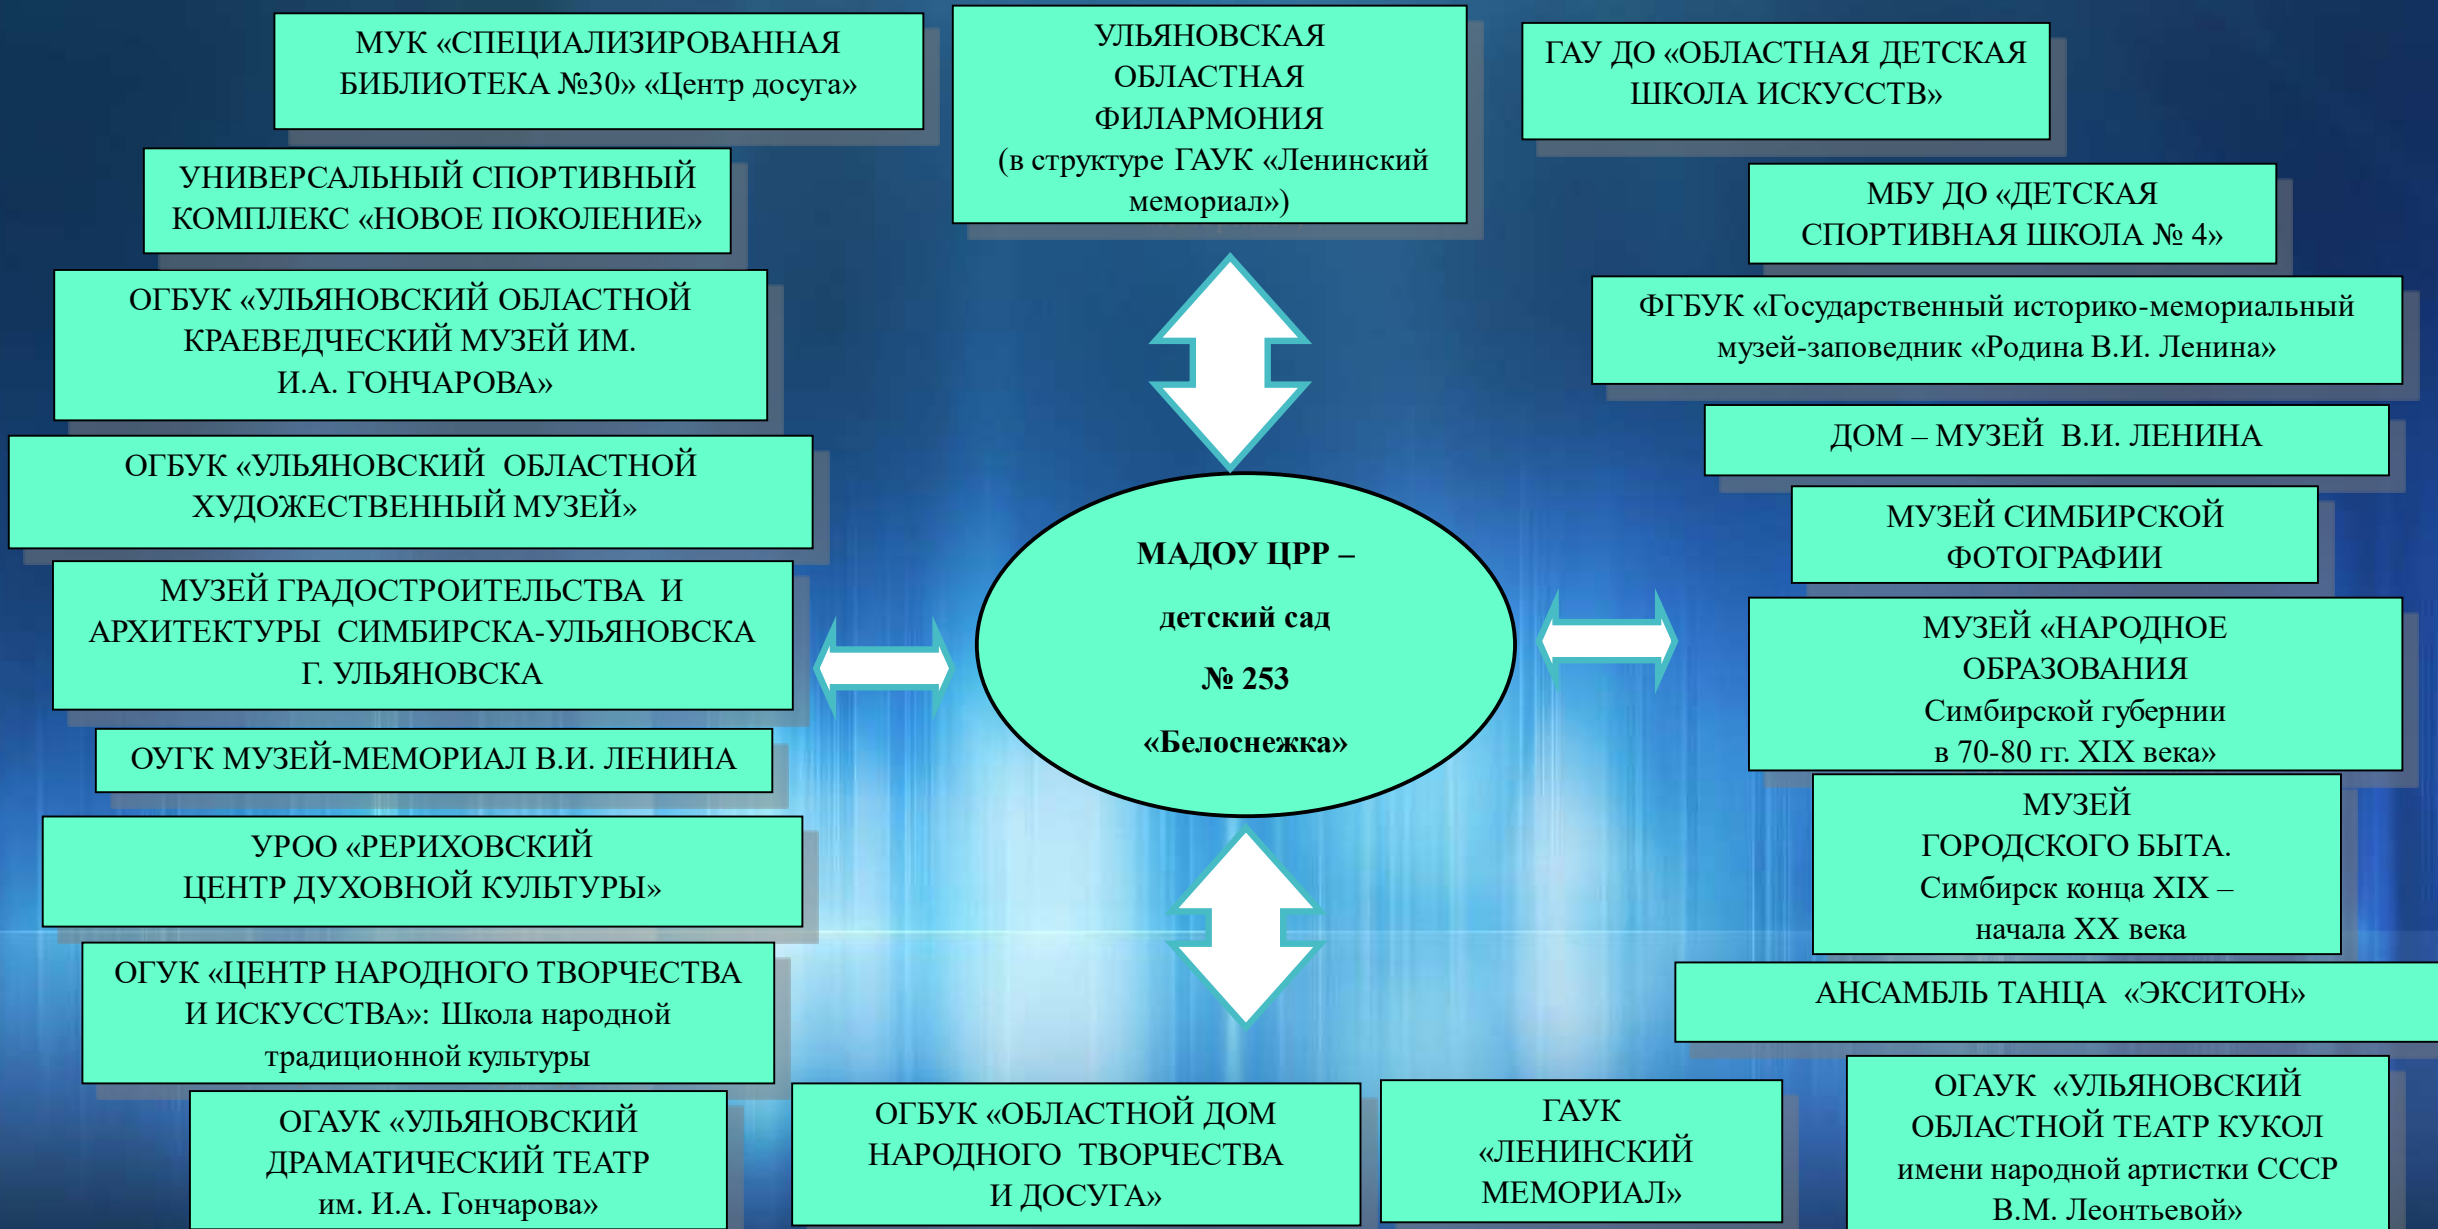 МУК «СПЕЦИАЛИЗИРОВАННАЯ
БИБЛИОТЕКА №30» «Центр досуга»
УЛЬЯНОВСКАЯ
ОБЛАСТНАЯ
ФИЛАРМОНИЯ
(в структуре ГАУК «Ленинский
мемориал»)
ГАУ ДО «ОБЛАСТНАЯ ДЕТСКАЯ
ШКОЛА ИСКУССТВ»
УНИВЕРСАЛЬНЫЙ СПОРТИВНЫЙ
КОМПЛЕКС «НОВОЕ ПОКОЛЕНИЕ»
ОГБУК «УЛЬЯНОВСКИЙ ОБЛАСТНОЙ
КРАЕВЕДЧЕСКИЙ МУЗЕЙ ИМ.
И.А. ГОНЧАРОВА»
ОГБУК «УЛЬЯНОВСКИЙ ОБЛАСТНОЙ
ХУДОЖЕСТВЕННЫЙ МУЗЕЙ»
МУЗЕЙ ГРАДОСТРОИТЕЛЬСТВА И
АРХИТЕКТУРЫ СИМБИРСКА-УЛЬЯНОВСКА
Г. УЛЬЯНОВСКА
ОУГК МУЗЕЙ-МЕМОРИАЛ В.И. ЛЕНИНА
УРОО «РЕРИХОВСКИЙ
ЦЕНТР ДУХОВНОЙ КУЛЬТУРЫ»
ОГУК «ЦЕНТР НАРОДНОГО ТВОРЧЕСТВА
И ИСКУССТВА»: Школа народной
традиционной культуры
ОГАУК «УЛЬЯНОВСКИЙ
ДРАМАТИЧЕСКИЙ ТЕАТР
им. И.А. Гончарова»
МАДОУ ЦРР –
детский сад
№ 253
«Белоснежка»
ОГБУК «ОБЛАСТНОЙ ДОМ
НАРОДНОГО ТВОРЧЕСТВА
И ДОСУГА»
ГАУК
«ЛЕНИНСКИЙ
МЕМОРИАЛ»
МБУ ДО «ДЕТСКАЯ
СПОРТИВНАЯ ШКОЛА № 4»
ФГБУК «Государственный историко-мемориальный
музей-заповедник «Родина В.И. Ленина»
ДОМ – МУЗЕЙ В.И. ЛЕНИНА
МУЗЕЙ СИМБИРСКОЙ
ФОТОГРАФИИ
МУЗЕЙ «НАРОДНОЕ
ОБРАЗОВАНИЯ
Симбирской губернии
в 70-80 гг. XIX века»
МУЗЕЙ
ГОРОДСКОГО БЫТА.
Симбирск конца XIX –
начала XX века
АНСАМБЛЬ ТАНЦА «ЭКСИТОН»
ОГАУК «УЛЬЯНОВСКИЙ
ОБЛАСТНОЙ ТЕАТР КУКОЛ
имени народной артистки СССР
В.М. Леонтьевой»